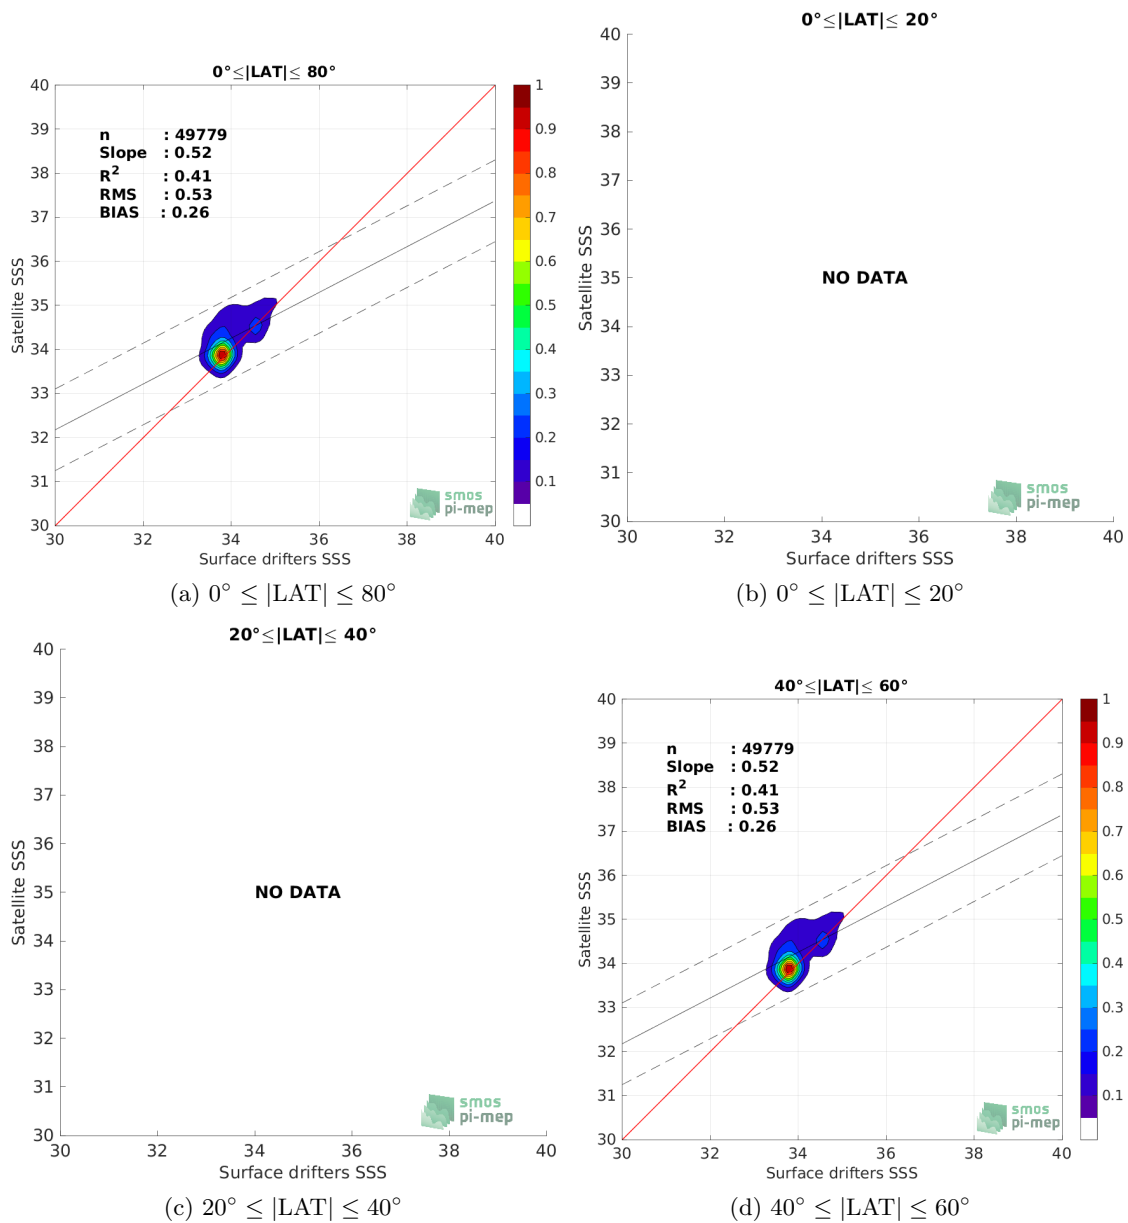 0°≤|LAT|≤ 80°
40
39
38
37
36
35
34
33
32
31
30
Satellite SSS
n : 49779
Slope : 0.52
R² : 0.41
RMS : 0.53
BIAS : 0.26
smos
pi-mep
30 32 34 36 38 40
Surface drifters SSS
1
0.9
0.8
0.7
0.6
0.5
0.4
0.3
0.2
0.1
(a) 0° ≤ |LAT| ≤ 80°
0°≤|LAT|≤ 20°
40
39
38
37
36
35
34
33
32
31
30
Satellite SSS
NO DATA
smos
pi-mep
30 32 34 36 38 40
Surface drifters SSS
(b) 0° ≤ |LAT| ≤ 20°
20°≤|LAT|≤ 40°
40
39
38
37
36
35
34
33
32
31
30
Satellite SSS
NO DATA
smos
pi-mep
30 32 34 36 38 40
Surface drifters SSS
(c) 20° ≤ |LAT| ≤ 40°
40°≤|LAT|≤ 60°
40
39
38
37
36
35
34
33
32
31
30
Satellite SSS
n : 49779
Slope : 0.52
R² : 0.41
RMS : 0.53
BIAS : 0.26
smos
pi-mep
30 32 34 36 38 40
Surface drifters SSS
1
0.9
0.8
0.7
0.6
0.5
0.4
0.3
0.2
0.1
(d) 40° ≤ |LAT| ≤ 60°